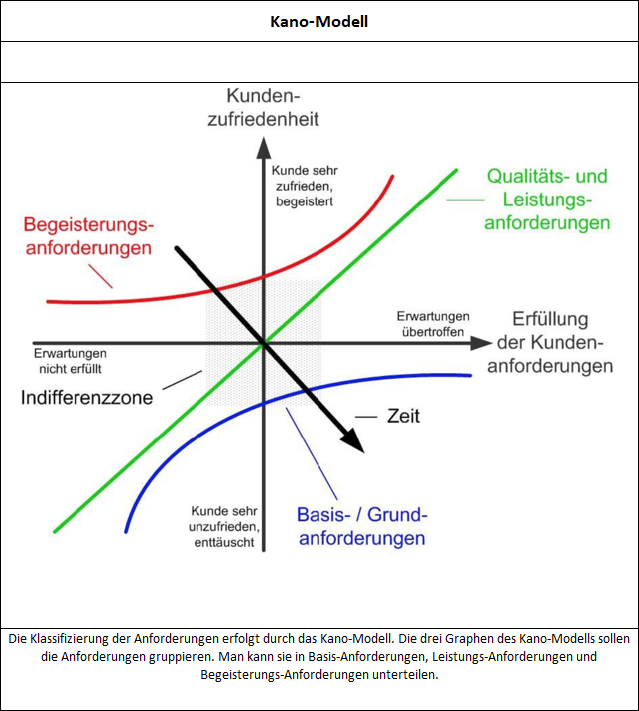 Kano-Modell
Kunden-
zufriedenheit
Kunde sehr
zufrieden,
begeistert
Qualitäts- und
Leistungs-
anforderungen
Begeisterungs-
anforderungen
Erwartungen
übertroffen
Erfüllung
der Kunden-
anforderungen
Erwartungen
nicht erfüllt
Indifferenzzone
Zeit
Kunde sehr
unzufrieden,
enttäuscht
Basis- / Grund-
anforderungen
Die Klassifizierung der Anforderungen erfolgt durch das Kano-Modell. Die drei Graphen des Kano-Modells sollen
die Anforderungen gruppieren. Man kann sie in Basis-Anforderungen, Leistungs-Anforderungen und
Begeisterungs-Anforderungen unterteilen.